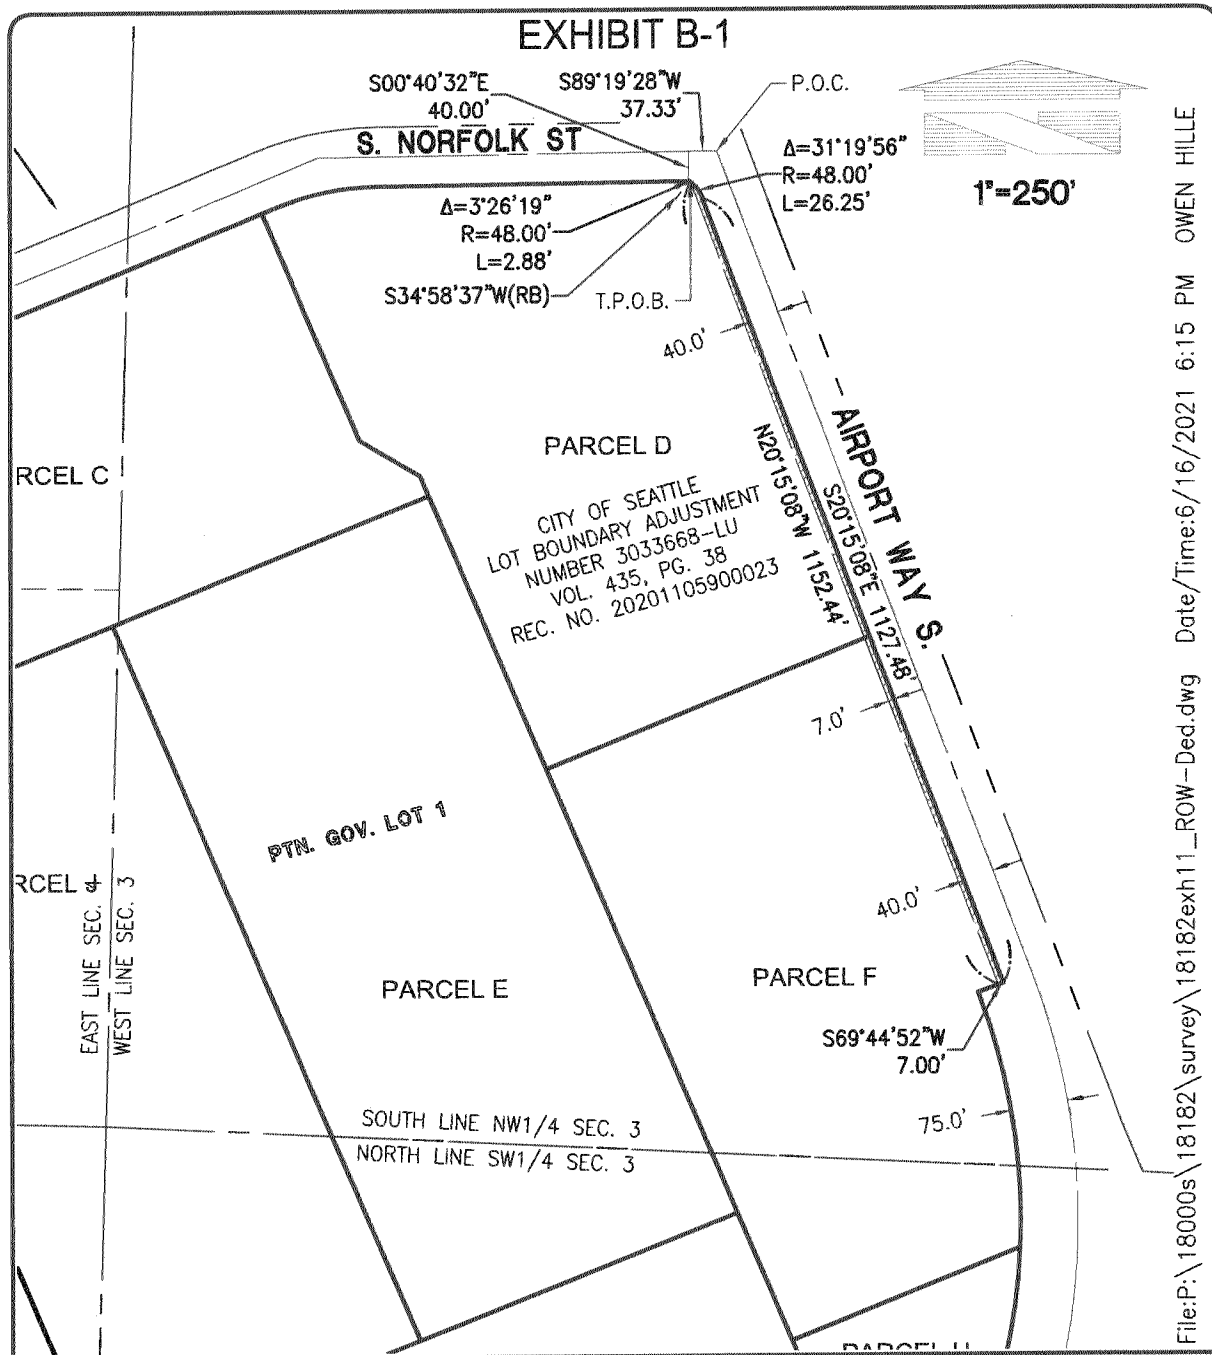 EXHIBIT B-1
S00°40'32"E
40.00'
S89°19'28"W
37.33'
P.O.C.
S. NORFOLK ST
Δ=31°19'56"
R=48.00'
L=26.25'
1"=250'
Δ=3°26'19"
R=48.00'
L=2.88'
S34°58'37"W(RB)
T.P.O.B.
40.0'
AIRPORT WAY S.
N20°15'08"W 1152.44'
S20°15'08"E 1127.48'
RCEL C
PARCEL D
CITY OF SEATTLE
LOT BOUNDARY ADJUSTMENT
NUMBER 3033668-LU
VOL. 435, PG. 38
REC. NO. 20201105900023
7.0'
PTN. GOV. LOT 1
RCEL
EAST LINE SEC. 4
WEST LINE SEC. 3
40.0'
PARCEL E
PARCEL F
S69°44'52"W
7.00'
75.0'
SOUTH LINE NW1/4 SEC. 3
NORTH LINE SW1/4 SEC. 3
File:P:\18000s\18182\survey\18182exh11_ROW-Ded.dwg Date/Time:6/16/2021 6:15 PM OWEN HILLE